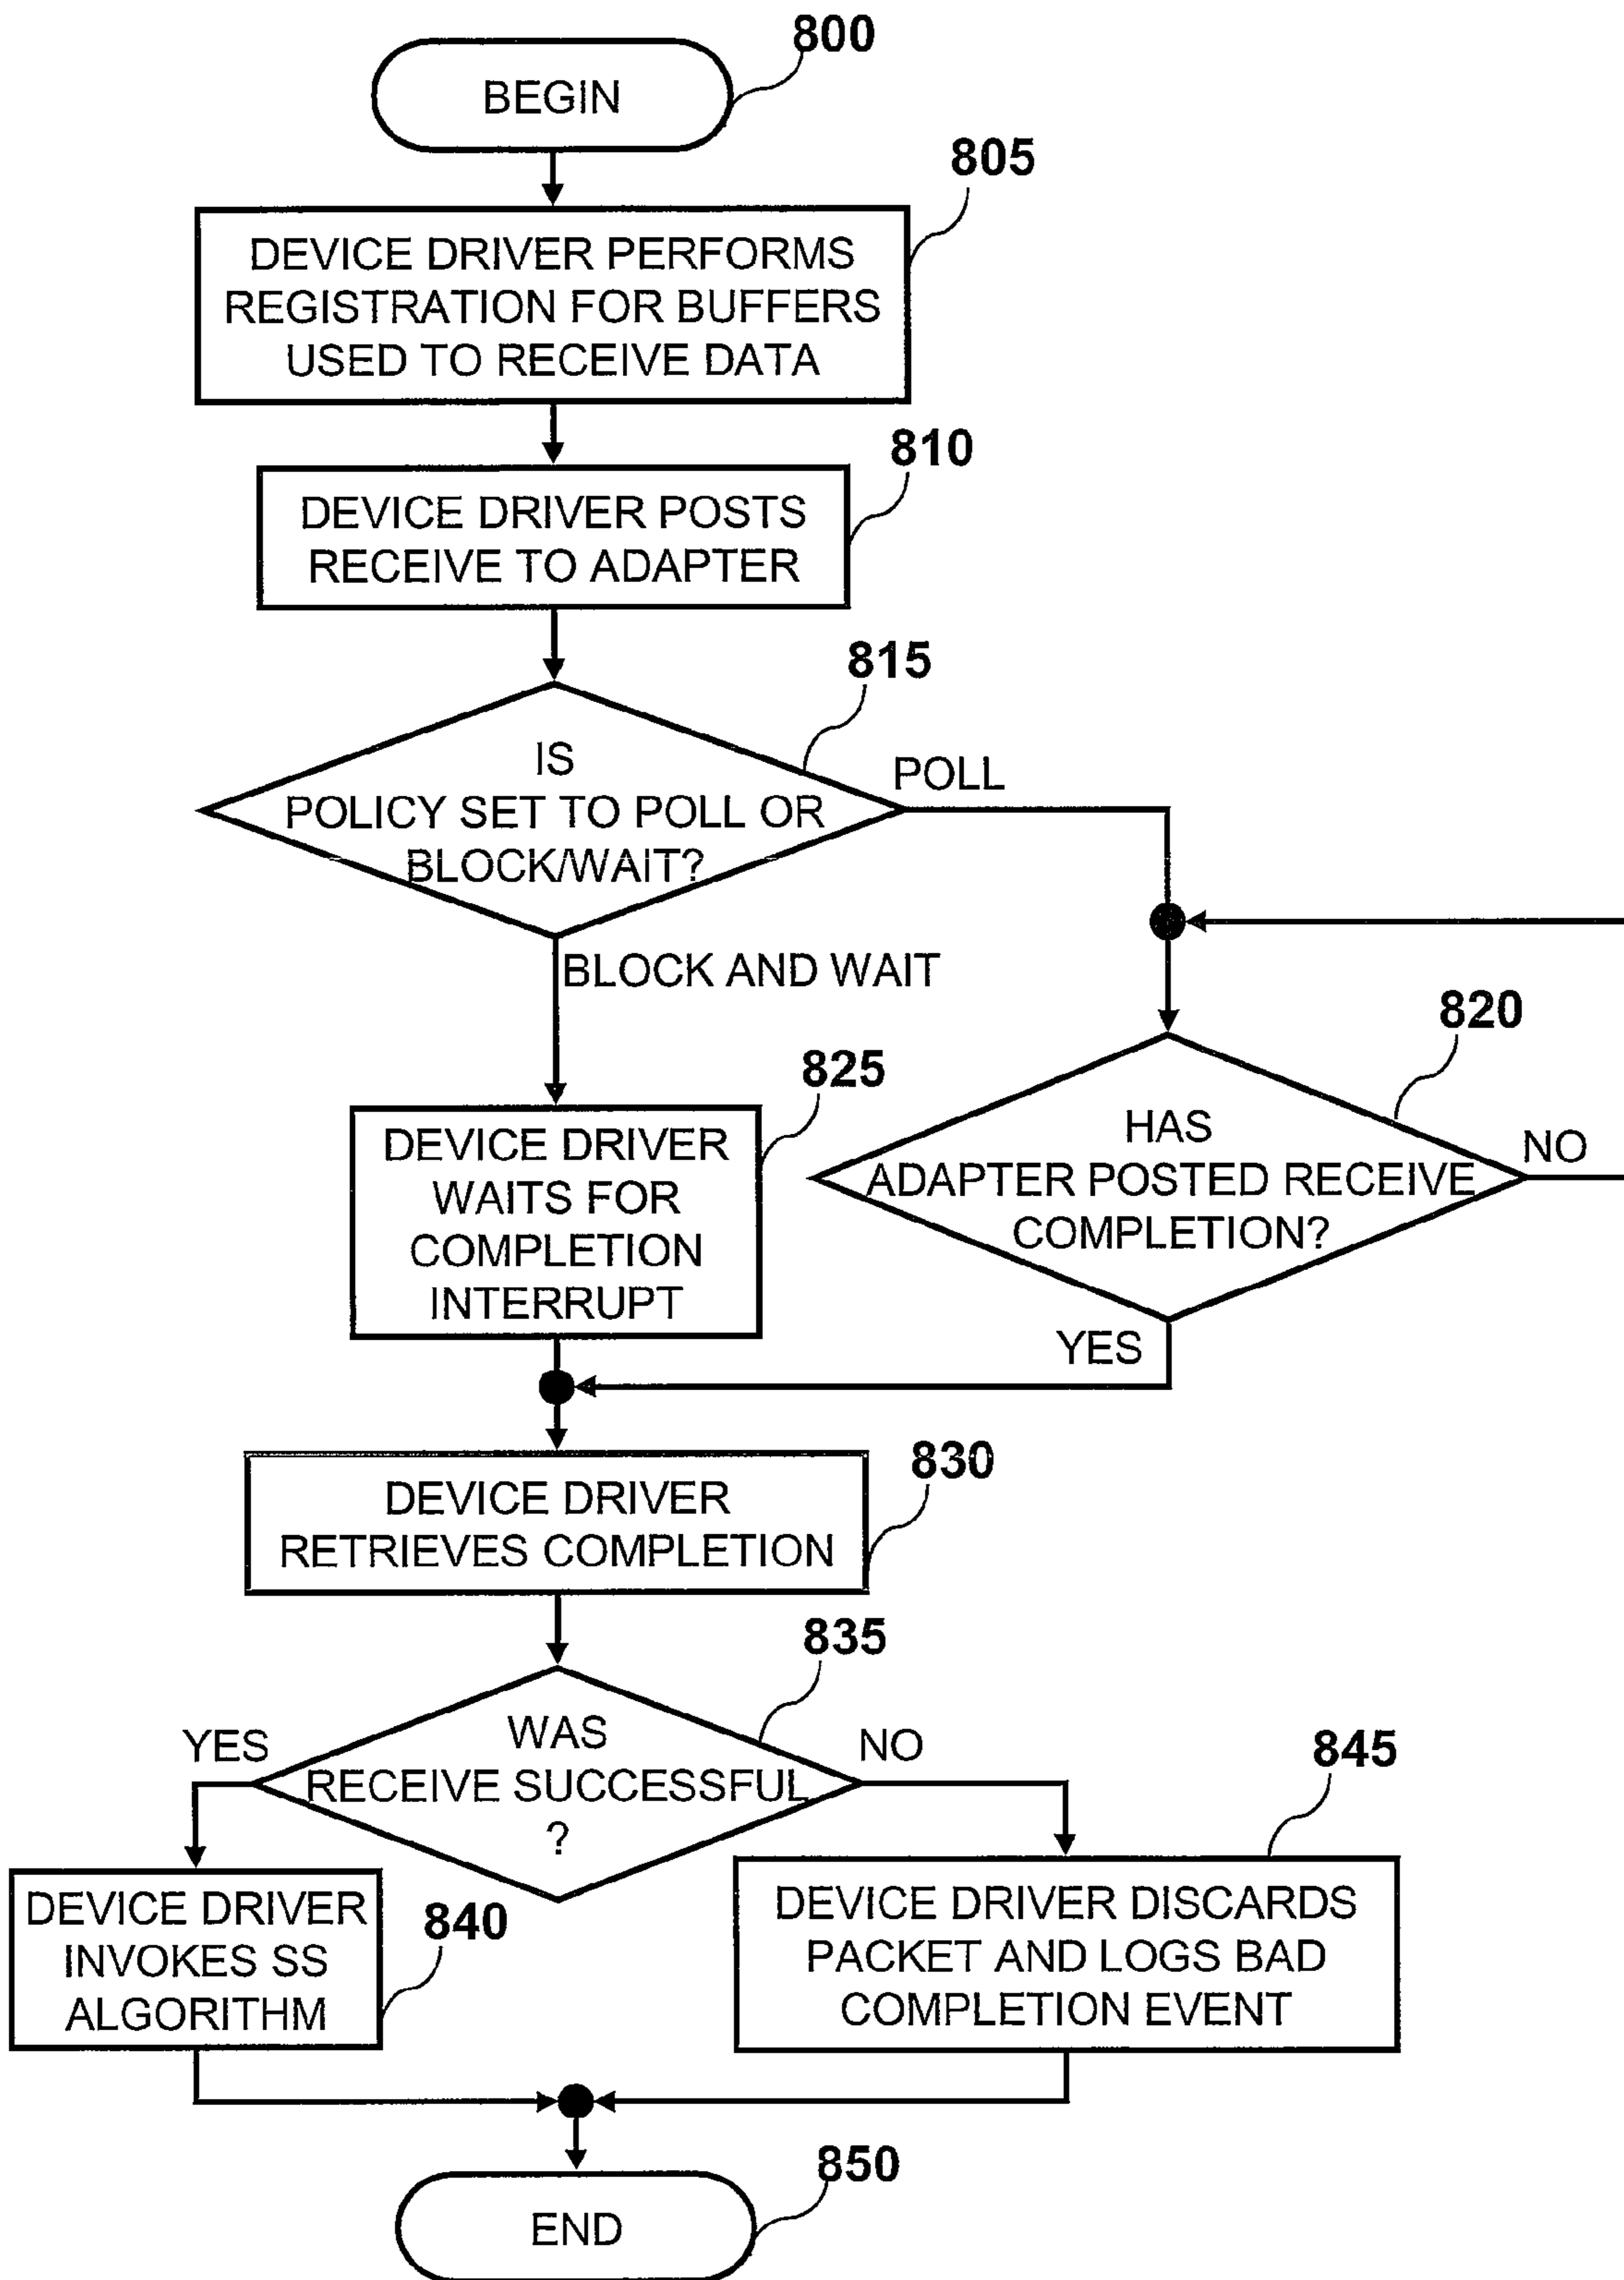 800
BEGIN
805
DEVICE DRIVER PERFORMS
REGISTRATION FOR BUFFERS
USED TO RECEIVE DATA
810
DEVICE DRIVER POSTS
RECEIVE TO ADAPTER
815
IS
POLICY SET TO POLL OR
BLOCK/WAIT?
POLL
BLOCK AND WAIT
820
HAS
ADAPTER POSTED RECEIVE
COMPLETION?
NO
YES
825
DEVICE DRIVER
WAITS FOR
COMPLETION
INTERRUPT
830
DEVICE DRIVER
RETRIEVES COMPLETION
835
WAS
RECEIVE SUCCESSFUL
?
YES
NO
840
DEVICE DRIVER
INVOKES SS
ALGORITHM
845
DEVICE DRIVER DISCARDS
PACKET AND LOGS BAD
COMPLETION EVENT
850
END